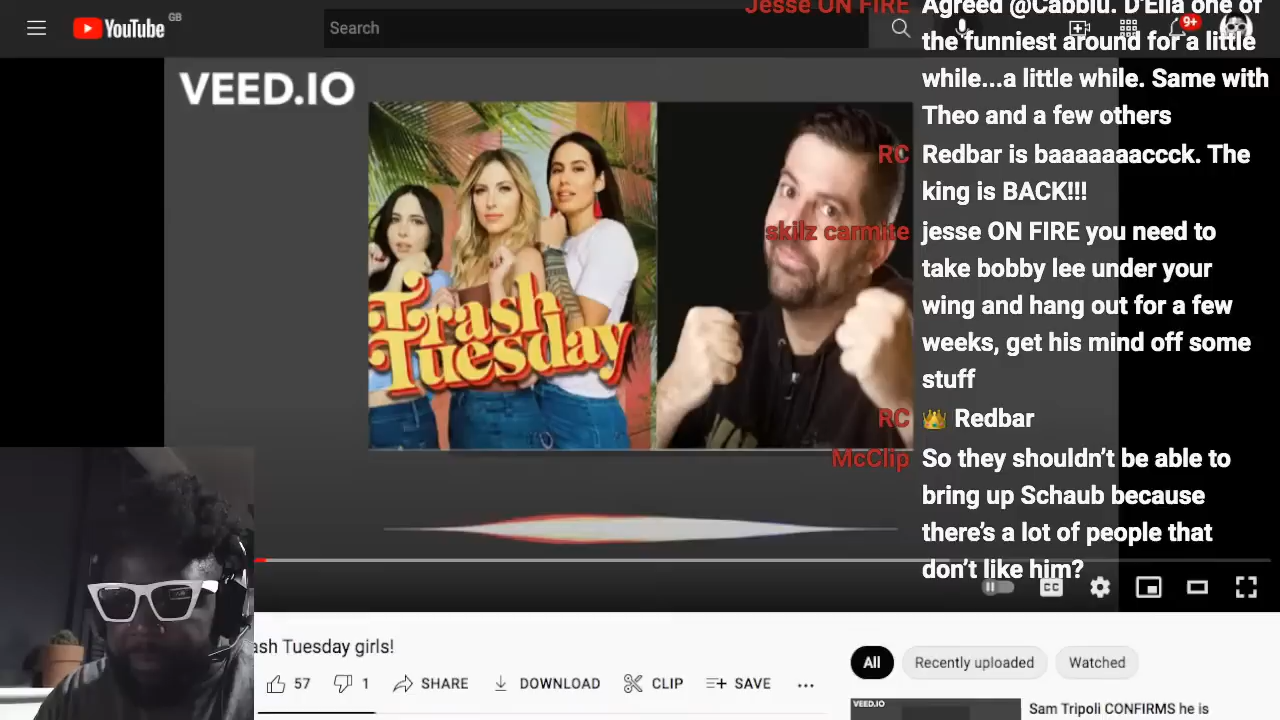 YouTube GB
Search
9+
VEED.IO
Trash
Tuesday
Jesse ON FIRE Agreed @Cabblu. D'Elia one of
the funniest around for a little
while...a little while. Same with
Theo and a few others
RC Redbar is baaaaaaccck. The
king is BACK!!!
skilz carmite jesse ON FIRE you need to
take bobby lee under your
wing and hang out for a few
weeks, get his mind off some
stuff
RC 👑 Redbar
McClip So they shouldn't be able to
bring up Schaub because
there's a lot of people that
don't like him?
CC
ash Tuesday girls!
57 1 SHARE DOWNLOAD CLIP SAVE ...
All Recently uploaded Watched
VEED.IO
Sam Tripoli CONFIRMS he is